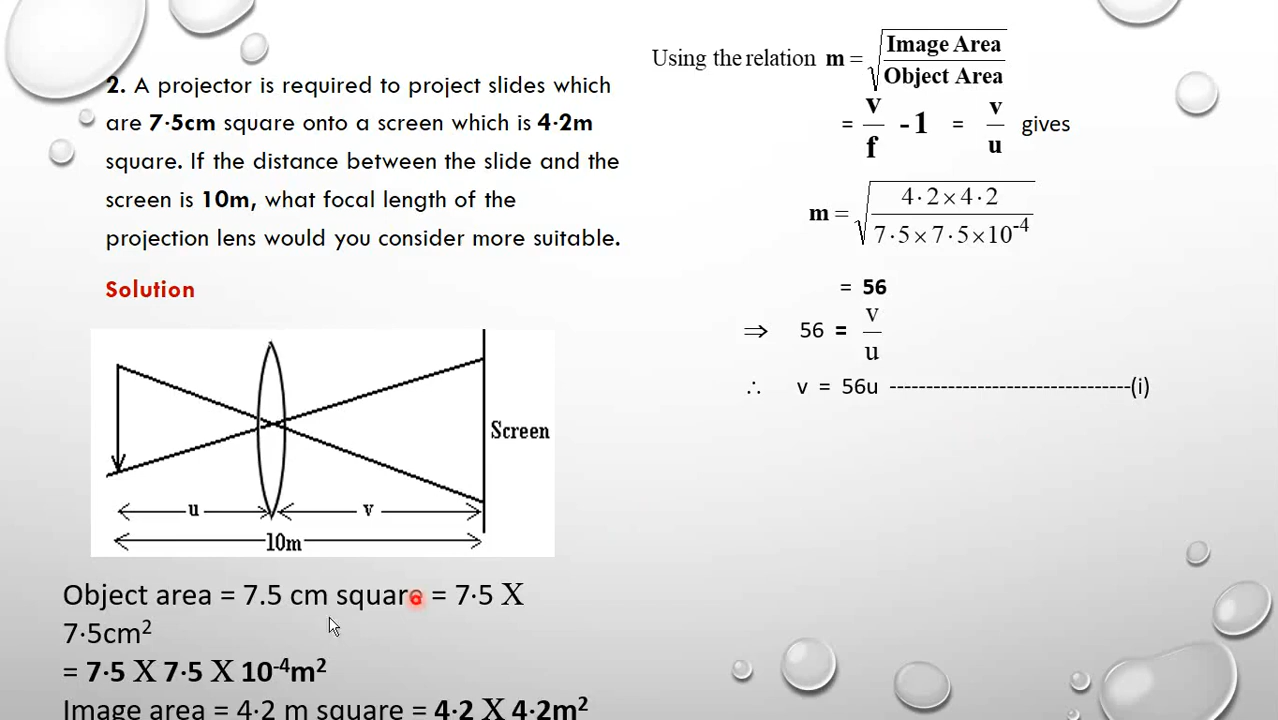 2. A projector is required to project slides which
are 7·5cm square onto a screen which is 4·2m
square. If the distance between the slide and the
screen is 10m, what focal length of the
projection lens would you consider more suitable.
Solution
Screen
u
v
10m
Object area = 7.5 cm square = 7·5 X
7·5cm²
= 7·5 X 7·5 X 10⁻⁴m²
Image area = 4·2 m square = 4·2 X 4·2m²
Using the relation m = √(Image Area / Object Area)
= v/f - 1 = v/u gives
m = √(4·2×4·2 / 7·5×7·5×10⁻⁴)
= 56
⇒ 56 = v/u
∴ v = 56u ---------------------------------(i)